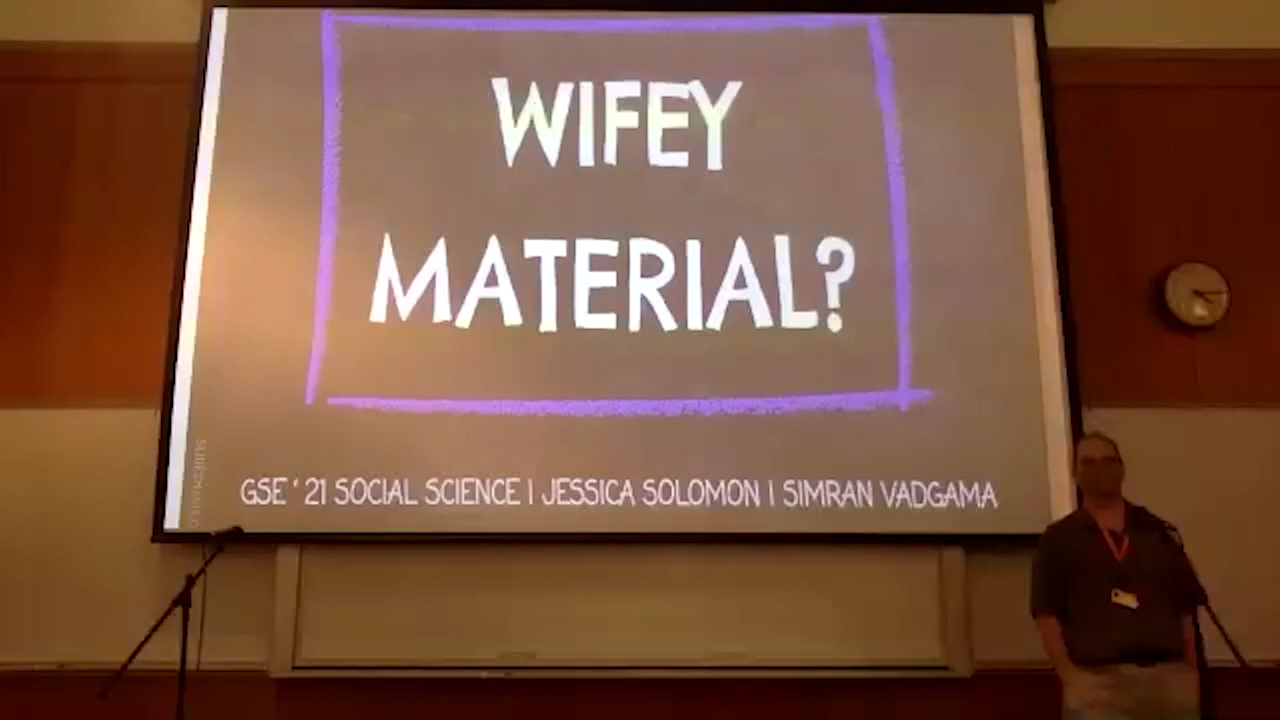 WIFEY
MATERIAL?
GSE ' 21 SOCIAL SCIENCE | JESSICA SOLOMON | SIMRAN VADGAMA